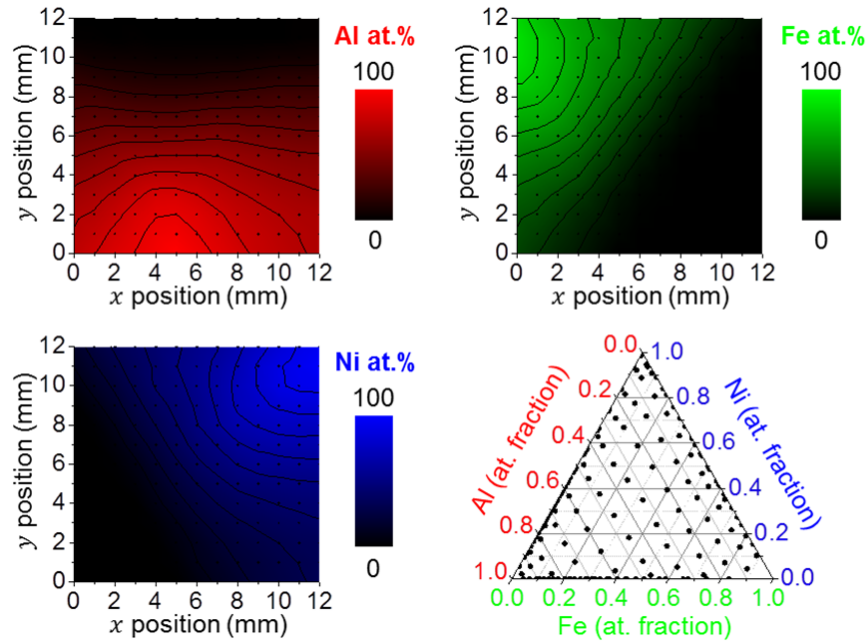 12
10
8
6
4
2
0
y position (mm)
0 2 4 6 8 10 12
x position (mm)
Al at.%
100
0
12
10
8
6
4
2
0
y position (mm)
0 2 4 6 8 10 12
x position (mm)
Fe at.%
100
0
12
10
8
6
4
2
0
y position (mm)
0 2 4 6 8 10 12
x position (mm)
Ni at.%
100
0
0.0
0.2
0.4
0.6
0.8
1.0
Al (at. fraction)
1.0
0.8
0.6
0.4
0.2
0.0
Ni (at. fraction)
0.0 0.2 0.4 0.6 0.8 1.0
Fe (at. fraction)